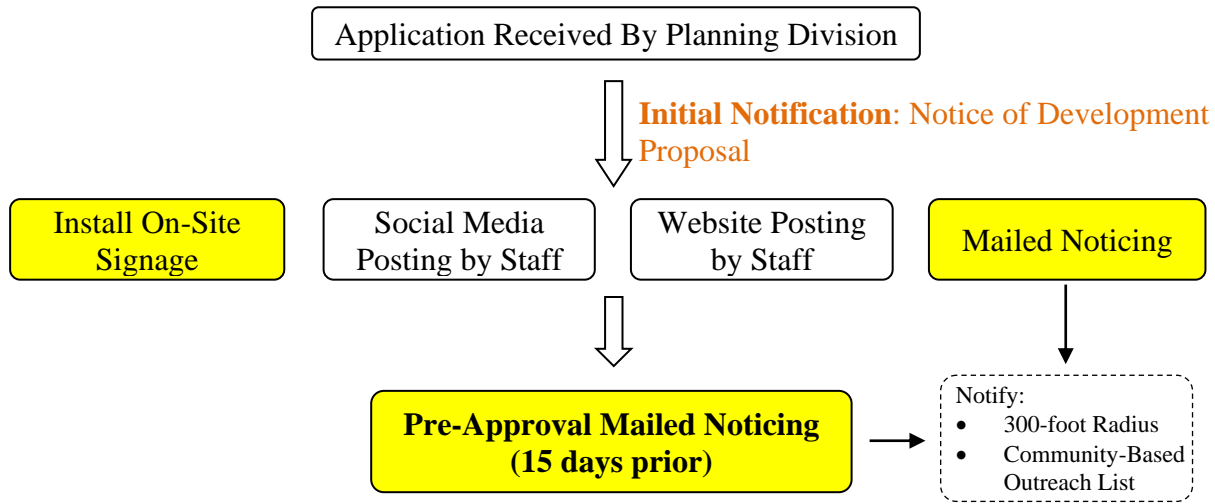 Application Received By Planning Division
Initial Notification: Notice of Development
Proposal
Install On-Site
Signage
Social Media
Posting by Staff
Website Posting
by Staff
Mailed Noticing
Pre-Approval Mailed Noticing
(15 days prior)
Notify:
• 300-foot Radius
• Community-Based
Outreach List